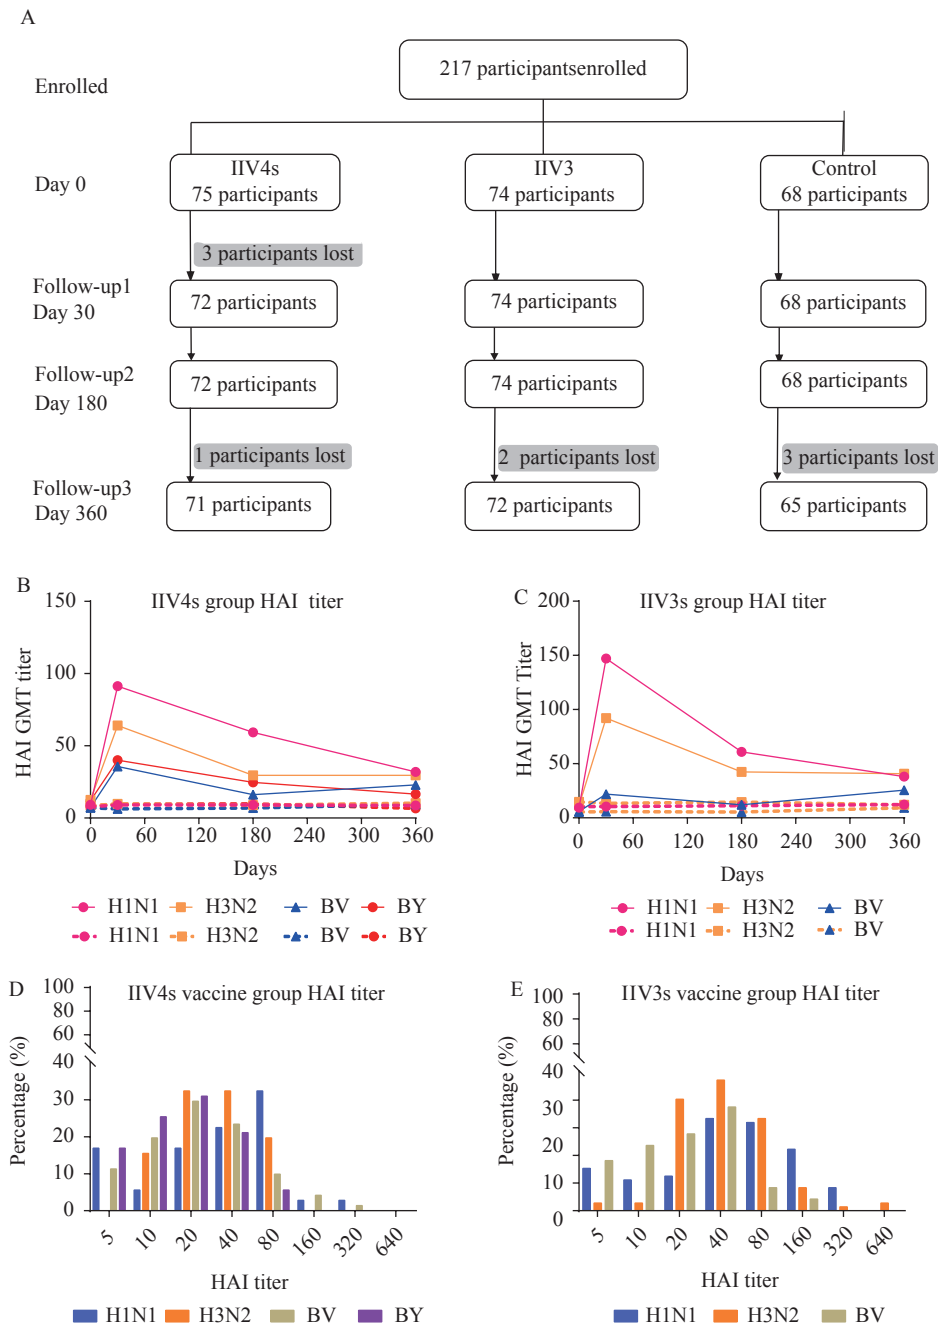 A
Enrolled
217 participantsenrolled
Day 0
IIV4s
75 participants
IIV3
74 participants
Control
68 participants
3 participants lost
Follow-up1
Day 30
72 participants
74 participants
68 participants
Follow-up2
Day 180
72 participants
74 participants
68 participants
1 participants lost
2 participants lost
3 participants lost
Follow-up3
Day 360
71 participants
72 participants
65 participants
B
IIV4s group HAI titer
HAI GMT titer
150
100
50
0
0 60 120 180 240 300 360
Days
H1N1 H3N2 BV BY
H1N1 H3N2 BV BY
C
IIV3s group HAI titer
HAI GMT Titer
200
150
100
50
0
0 60 120 180 240 300 360
Days
H1N1 H3N2 BV
H1N1 H3N2 BV
D
IIV4s vaccine group HAI titer
Percentage (%)
100
80
60
40
30
20
10
0
5 10 20 40 80 160 320 640
HAI titer
H1N1 H3N2 BV BY
E
IIV3s vaccine group HAI titer
Percentage (%)
100
80
60
40
30
20
10
0
5 10 20 40 80 160 320 640
HAI titer
H1N1 H3N2 BV